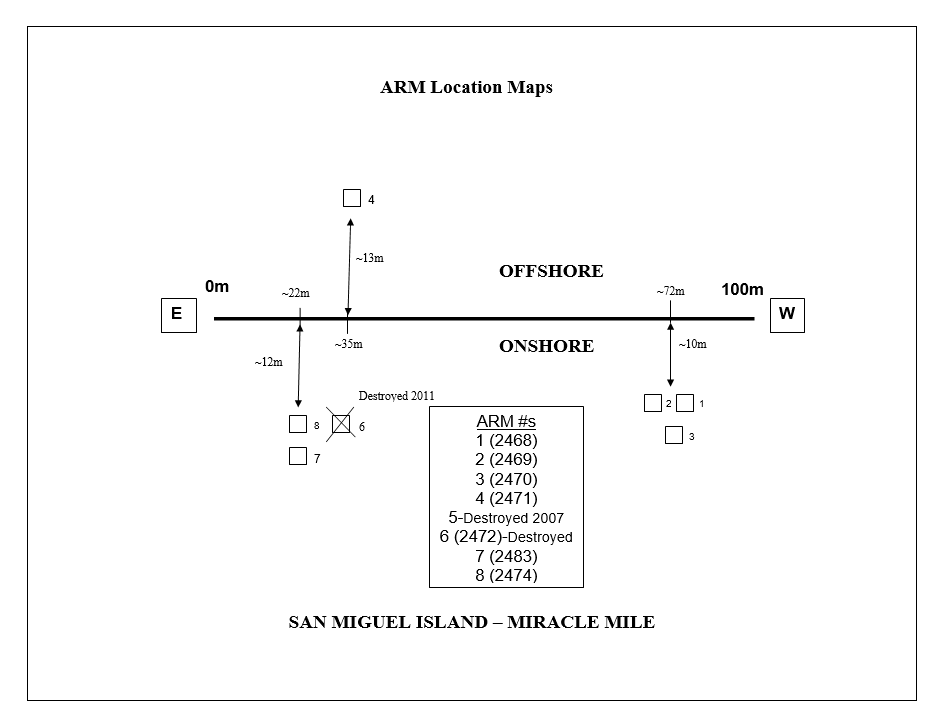 ARM Location Maps
4
~13m
OFFSHORE
0m
~22m
~72m
100m
E
W
~35m
ONSHORE
~10m
~12m
Destroyed 2011
2
1
8
6
3
7
ARM #s
1 (2468)
2 (2469)
3 (2470)
4 (2471)
5-Destroyed 2007
6 (2472)-Destroyed
7 (2483)
8 (2474)
SAN MIGUEL ISLAND – MIRACLE MILE